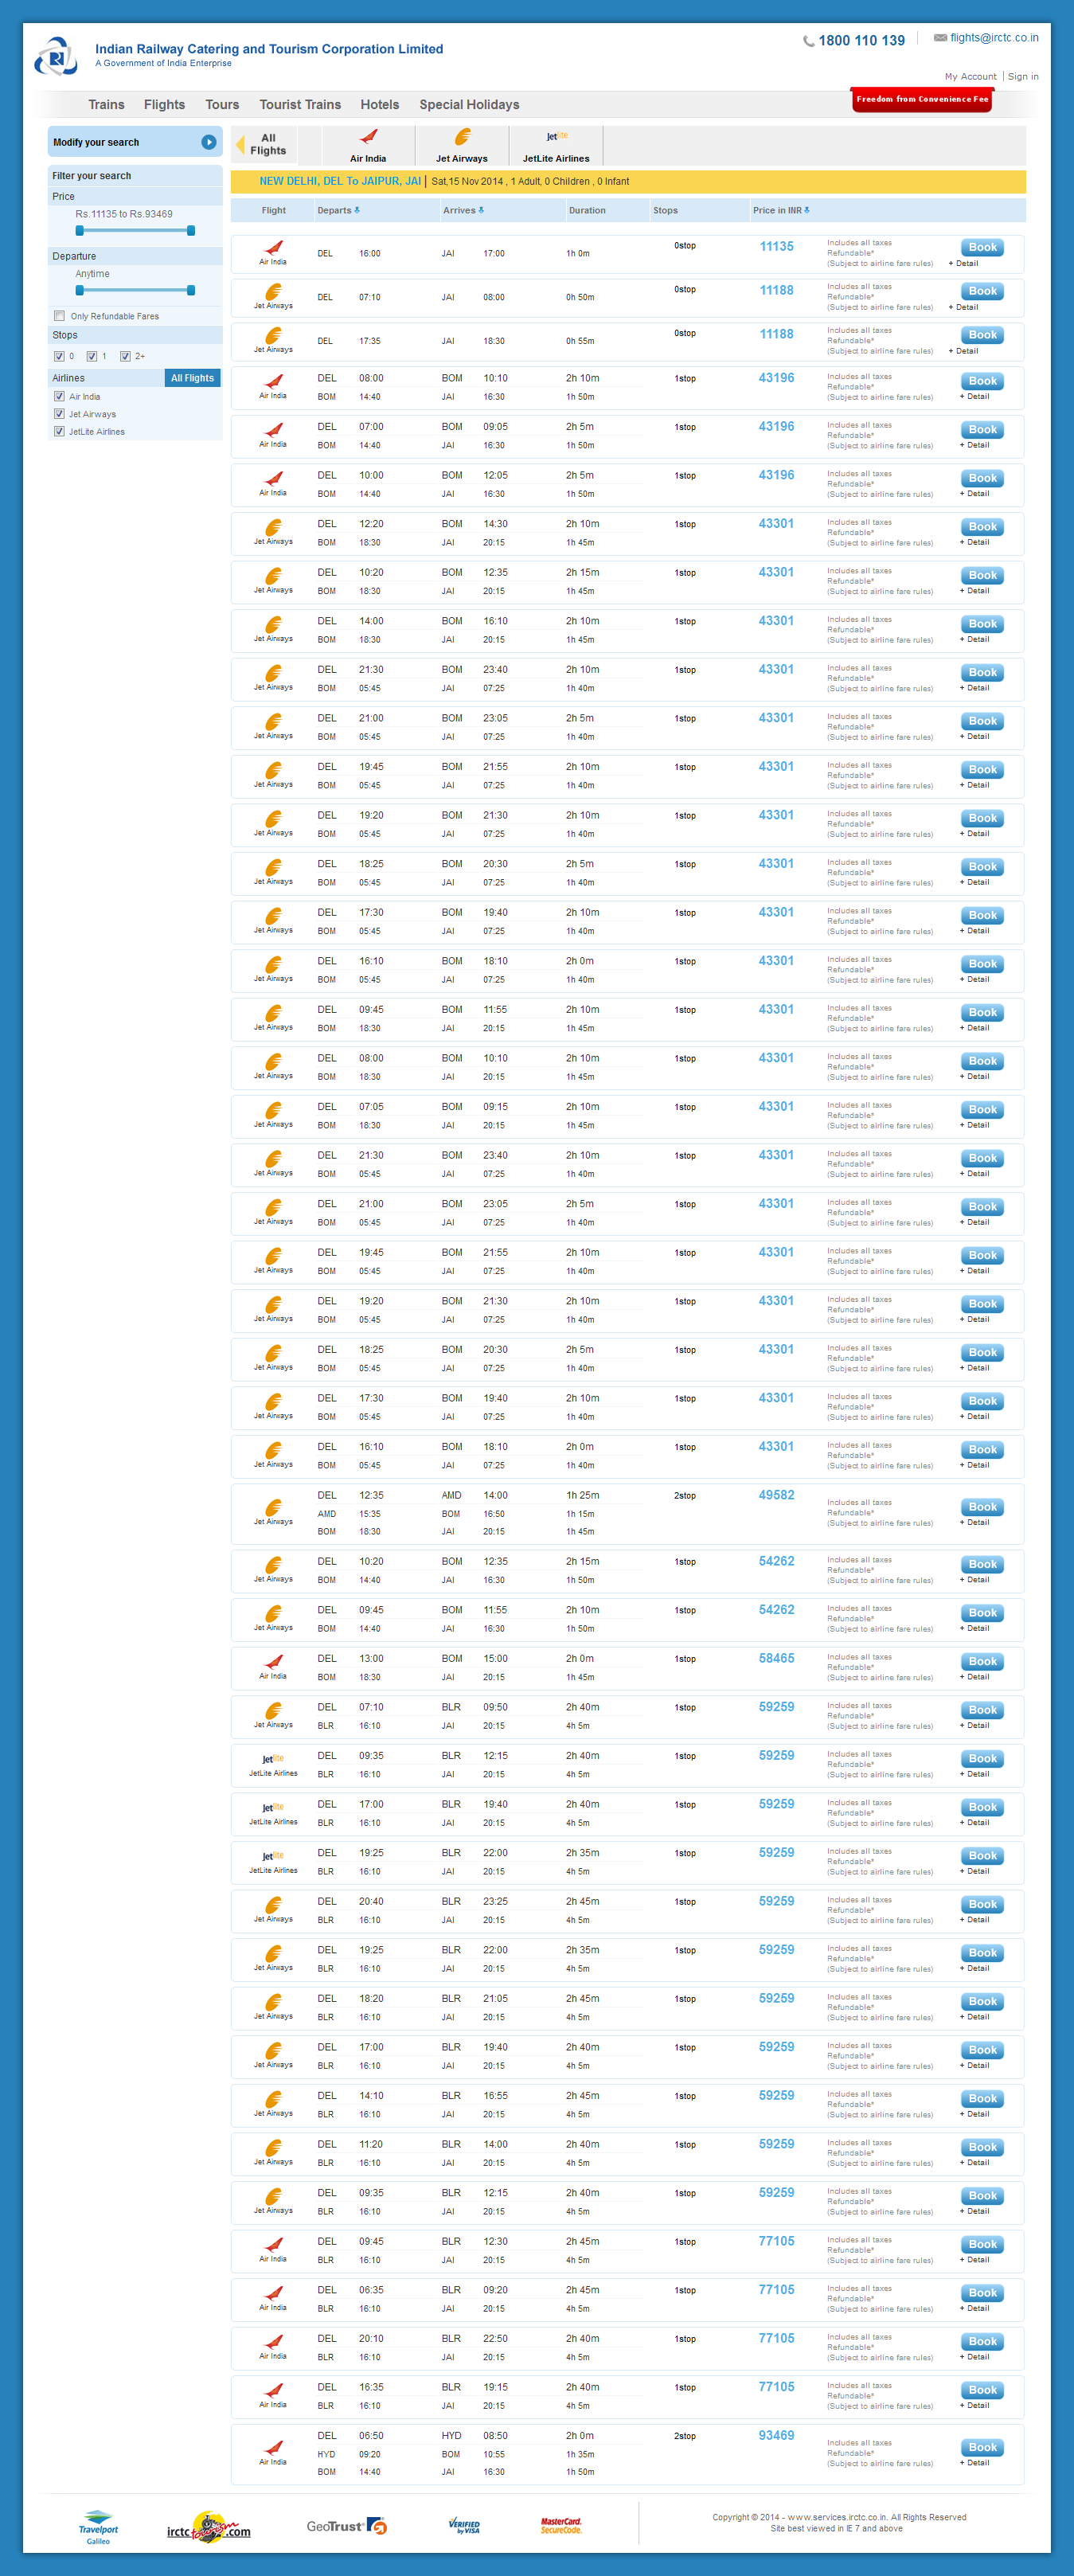 Indian Railway Catering and Tourism Corporation Limited
A Government of India Enterprise
1800 110 139
flights@irctc.co.in
My Account | Sign in
Trains Flights Tours Tourist Trains Hotels Special Holidays
Freedom from Convenience Fee
Modify your search
Filter your search
Price
Rs.11135 to Rs.93469
Departure
Anytime
Only Refundable Fares
Stops
0 1 2+
Airlines All Flights
Air India
Jet Airways
JetLite Airlines
All Flights
Air India
Jet Airways
JetLite Airlines
NEW DELHI, DEL To JAIPUR, JAI | Sat,15 Nov 2014 , 1 Adult, 0 Children , 0 Infant
Flight Departs Arrives Duration Stops Price in INR
Air India DEL 16:00 JAI 17:00 1h 0m 0stop 11135 Includes all taxes Refundable* (Subject to airline fare rules) Book + Detail
Jet Airways DEL 07:10 JAI 08:00 0h 50m 0stop 11188 Includes all taxes Refundable* (Subject to airline fare rules) Book + Detail
Jet Airways DEL 17:35 JAI 18:30 0h 55m 0stop 11188 Includes all taxes Refundable* (Subject to airline fare rules) Book + Detail
Air India DEL 08:00 BOM 10:10 2h 10m 1stop 43196 Includes all taxes Refundable* (Subject to airline fare rules) Book + Detail
BOM 14:40 JAI 16:30 1h 50m
Air India DEL 07:00 BOM 09:05 2h 5m 1stop 43196 Includes all taxes Refundable* (Subject to airline fare rules) Book + Detail
BOM 14:40 JAI 16:30 1h 50m
Air India DEL 10:00 BOM 12:05 2h 5m 1stop 43196 Includes all taxes Refundable* (Subject to airline fare rules) Book + Detail
BOM 14:40 JAI 16:30 1h 50m
Jet Airways DEL 12:20 BOM 14:30 2h 10m 1stop 43301 Includes all taxes Refundable* (Subject to airline fare rules) Book + Detail
BOM 18:30 JAI 20:15 1h 45m
Jet Airways DEL 10:20 BOM 12:35 2h 15m 1stop 43301 Includes all taxes Refundable* (Subject to airline fare rules) Book + Detail
BOM 18:30 JAI 20:15 1h 45m
Jet Airways DEL 14:00 BOM 16:10 2h 10m 1stop 43301 Includes all taxes Refundable* (Subject to airline fare rules) Book + Detail
BOM 18:30 JAI 20:15 1h 45m
Jet Airways DEL 21:30 BOM 23:40 2h 10m 1stop 43301 Includes all taxes Refundable* (Subject to airline fare rules) Book + Detail
BOM 05:45 JAI 07:25 1h 40m
Jet Airways DEL 21:00 BOM 23:05 2h 5m 1stop 43301 Includes all taxes Refundable* (Subject to airline fare rules) Book + Detail
BOM 05:45 JAI 07:25 1h 40m
Jet Airways DEL 19:45 BOM 21:55 2h 10m 1stop 43301 Includes all taxes Refundable* (Subject to airline fare rules) Book + Detail
BOM 05:45 JAI 07:25 1h 40m
Jet Airways DEL 19:20 BOM 21:30 2h 10m 1stop 43301 Includes all taxes Refundable* (Subject to airline fare rules) Book + Detail
BOM 05:45 JAI 07:25 1h 40m
Jet Airways DEL 18:25 BOM 20:30 2h 5m 1stop 43301 Includes all taxes Refundable* (Subject to airline fare rules) Book + Detail
BOM 05:45 JAI 07:25 1h 40m
Jet Airways DEL 17:30 BOM 19:40 2h 10m 1stop 43301 Includes all taxes Refundable* (Subject to airline fare rules) Book + Detail
BOM 05:45 JAI 07:25 1h 40m
Jet Airways DEL 16:10 BOM 18:10 2h 0m 1stop 43301 Includes all taxes Refundable* (Subject to airline fare rules) Book + Detail
BOM 05:45 JAI 07:25 1h 40m
Jet Airways DEL 09:45 BOM 11:55 2h 10m 1stop 43301 Includes all taxes Refundable* (Subject to airline fare rules) Book + Detail
BOM 18:30 JAI 20:15 1h 45m
Jet Airways DEL 08:00 BOM 10:10 2h 10m 1stop 43301 Includes all taxes Refundable* (Subject to airline fare rules) Book + Detail
BOM 18:30 JAI 20:15 1h 45m
Jet Airways DEL 07:05 BOM 09:15 2h 10m 1stop 43301 Includes all taxes Refundable* (Subject to airline fare rules) Book + Detail
BOM 18:30 JAI 20:15 1h 45m
Jet Airways DEL 21:30 BOM 23:40 2h 10m 1stop 43301 Includes all taxes Refundable* (Subject to airline fare rules) Book + Detail
BOM 05:45 JAI 07:25 1h 40m
Jet Airways DEL 21:00 BOM 23:05 2h 5m 1stop 43301 Includes all taxes Refundable* (Subject to airline fare rules) Book + Detail
BOM 05:45 JAI 07:25 1h 40m
Jet Airways DEL 19:45 BOM 21:55 2h 10m 1stop 43301 Includes all taxes Refundable* (Subject to airline fare rules) Book + Detail
BOM 05:45 JAI 07:25 1h 40m
Jet Airways DEL 19:20 BOM 21:30 2h 10m 1stop 43301 Includes all taxes Refundable* (Subject to airline fare rules) Book + Detail
BOM 05:45 JAI 07:25 1h 40m
Jet Airways DEL 18:25 BOM 20:30 2h 5m 1stop 43301 Includes all taxes Refundable* (Subject to airline fare rules) Book + Detail
BOM 05:45 JAI 07:25 1h 40m
Jet Airways DEL 17:30 BOM 19:40 2h 10m 1stop 43301 Includes all taxes Refundable* (Subject to airline fare rules) Book + Detail
BOM 05:45 JAI 07:25 1h 40m
Jet Airways DEL 16:10 BOM 18:10 2h 0m 1stop 43301 Includes all taxes Refundable* (Subject to airline fare rules) Book + Detail
BOM 05:45 JAI 07:25 1h 40m
Jet Airways DEL 12:35 AMD 14:00 1h 25m 2stop 49582 Includes all taxes Refundable* (Subject to airline fare rules) Book + Detail
AMD 15:35 BOM 16:50 1h 15m
BOM 18:30 JAI 20:15 1h 45m
Jet Airways DEL 10:20 BOM 12:35 2h 15m 1stop 54262 Includes all taxes Refundable* (Subject to airline fare rules) Book + Detail
BOM 14:40 JAI 16:30 1h 50m
Jet Airways DEL 09:45 BOM 11:55 2h 10m 1stop 54262 Includes all taxes Refundable* (Subject to airline fare rules) Book + Detail
BOM 14:40 JAI 16:30 1h 50m
Air India DEL 13:00 BOM 15:00 2h 0m 1stop 58465 Includes all taxes Refundable* (Subject to airline fare rules) Book + Detail
BOM 18:30 JAI 20:15 1h 45m
Jet Airways DEL 07:10 BLR 09:50 2h 40m 1stop 59259 Includes all taxes Refundable* (Subject to airline fare rules) Book + Detail
BLR 16:10 JAI 20:15 4h 5m
JetLite Airlines DEL 09:35 BLR 12:15 2h 40m 1stop 59259 Includes all taxes Refundable* (Subject to airline fare rules) Book + Detail
BLR 16:10 JAI 20:15 4h 5m
JetLite Airlines DEL 17:00 BLR 19:40 2h 40m 1stop 59259 Includes all taxes Refundable* (Subject to airline fare rules) Book + Detail
BLR 16:10 JAI 20:15 4h 5m
JetLite Airlines DEL 19:25 BLR 22:00 2h 35m 1stop 59259 Includes all taxes Refundable* (Subject to airline fare rules) Book + Detail
BLR 16:10 JAI 20:15 4h 5m
Jet Airways DEL 20:40 BLR 23:25 2h 45m 1stop 59259 Includes all taxes Refundable* (Subject to airline fare rules) Book + Detail
BLR 16:10 JAI 20:15 4h 5m
Jet Airways DEL 19:25 BLR 22:00 2h 35m 1stop 59259 Includes all taxes Refundable* (Subject to airline fare rules) Book + Detail
BLR 16:10 JAI 20:15 4h 5m
Jet Airways DEL 18:20 BLR 21:05 2h 45m 1stop 59259 Includes all taxes Refundable* (Subject to airline fare rules) Book + Detail
BLR 16:10 JAI 20:15 4h 5m
Jet Airways DEL 17:00 BLR 19:40 2h 40m 1stop 59259 Includes all taxes Refundable* (Subject to airline fare rules) Book + Detail
BLR 16:10 JAI 20:15 4h 5m
Jet Airways DEL 14:10 BLR 16:55 2h 45m 1stop 59259 Includes all taxes Refundable* (Subject to airline fare rules) Book + Detail
BLR 16:10 JAI 20:15 4h 5m
Jet Airways DEL 11:20 BLR 14:00 2h 40m 1stop 59259 Includes all taxes Refundable* (Subject to airline fare rules) Book + Detail
BLR 16:10 JAI 20:15 4h 5m
Jet Airways DEL 09:35 BLR 12:15 2h 40m 1stop 59259 Includes all taxes Refundable* (Subject to airline fare rules) Book + Detail
BLR 16:10 JAI 20:15 4h 5m
Air India DEL 09:45 BLR 12:30 2h 45m 1stop 77105 Includes all taxes Refundable* (Subject to airline fare rules) Book + Detail
BLR 16:10 JAI 20:15 4h 5m
Air India DEL 06:35 BLR 09:20 2h 45m 1stop 77105 Includes all taxes Refundable* (Subject to airline fare rules) Book + Detail
BLR 16:10 JAI 20:15 4h 5m
Air India DEL 20:10 BLR 22:50 2h 40m 1stop 77105 Includes all taxes Refundable* (Subject to airline fare rules) Book + Detail
BLR 16:10 JAI 20:15 4h 5m
Air India DEL 16:35 BLR 19:15 2h 40m 1stop 77105 Includes all taxes Refundable* (Subject to airline fare rules) Book + Detail
BLR 16:10 JAI 20:15 4h 5m
Air India DEL 06:50 HYD 08:50 2h 0m 2stop 93469 Includes all taxes Refundable* (Subject to airline fare rules) Book + Detail
HYD 09:20 BOM 10:55 1h 35m
BOM 14:40 JAI 16:30 1h 50m
Travelport Galileo
irctctourism.com
GeoTrust
VERIFIED by VISA
MasterCard. SecureCode.
Copyright © 2014 - www.services.irctc.co.in. All Rights Reserved
Site best viewed in IE 7 and above